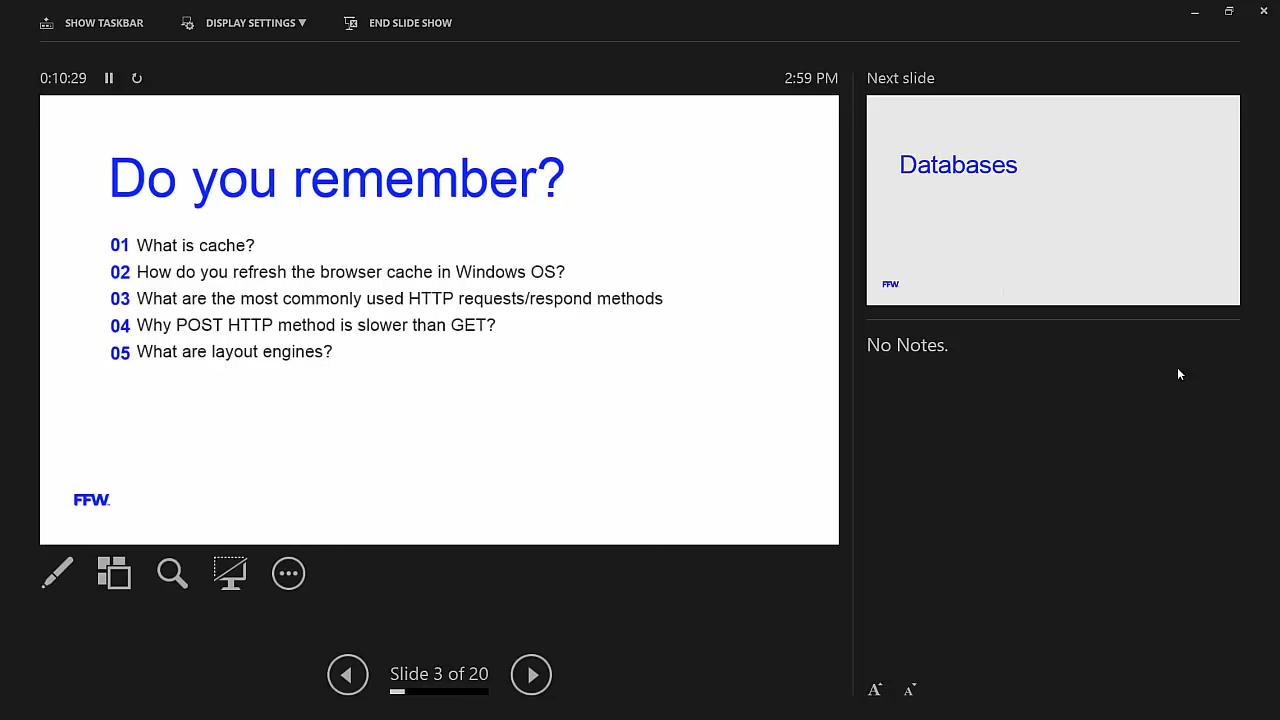 SHOW TASKBAR
DISPLAY SETTINGS ▼
END SLIDE SHOW
0:10:29
2:59 PM
Next slide
Do you remember?
01 What is cache?
02 How do you refresh the browser cache in Windows OS?
03 What are the most commonly used HTTP requests/respond methods
04 Why POST HTTP method is slower than GET?
05 What are layout engines?
FFW.
Databases
FFW.
No Notes.
Slide 3 of 20
A A